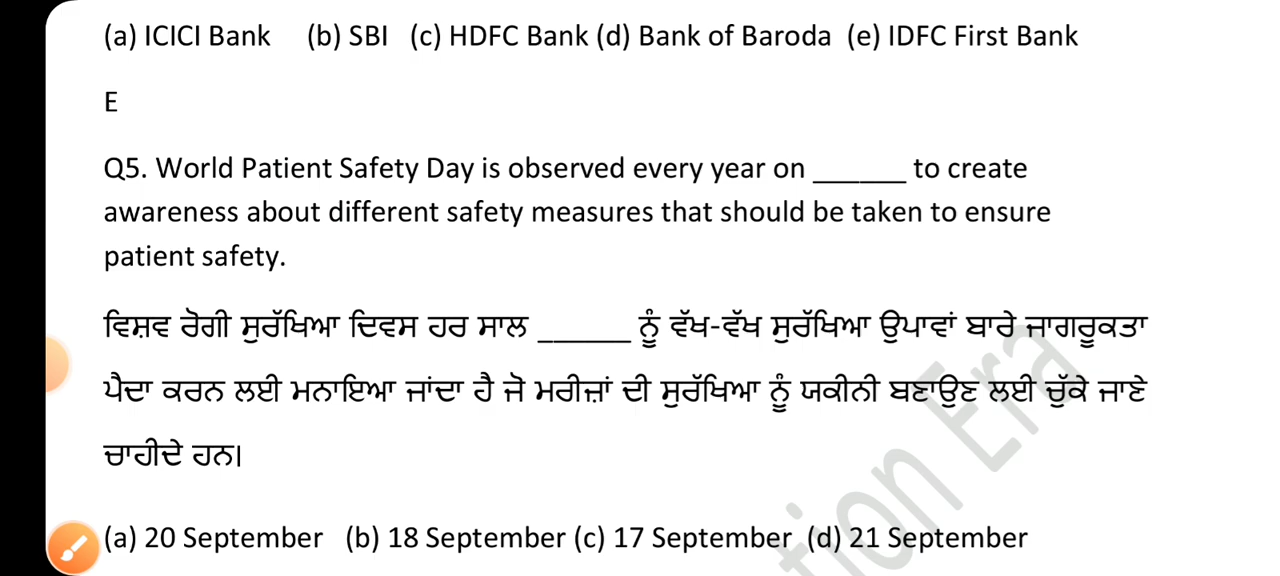 (a) ICICI Bank (b) SBI (c) HDFC Bank (d) Bank of Baroda (e) IDFC First Bank
E
Q5. World Patient Safety Day is observed every year on ______ to create
awareness about different safety measures that should be taken to ensure
patient safety.
ਵਿਸ਼ਵ ਰੋਗੀ ਸੁਰੱਖਿਆ ਦਿਵਸ ਹਰ ਸਾਲ ______ ਨੂੰ ਵੱਖ-ਵੱਖ ਸੁਰੱਖਿਆ ਉਪਾਵਾਂ ਬਾਰੇ ਜਾਗਰੂਕਤਾ
ਪੈਦਾ ਕਰਨ ਲਈ ਮਨਾਇਆ ਜਾਂਦਾ ਹੈ ਜੋ ਮਰੀਜ਼ਾਂ ਦੀ ਸੁਰੱਖਿਆ ਨੂੰ ਯਕੀਨੀ ਬਣਾਉਣ ਲਈ ਚੁੱਕੇ ਜਾਣੇ
ਚਾਹੀਦੇ ਹਨ।
(a) 20 September (b) 18 September (c) 17 September (d) 21 September
tion Era